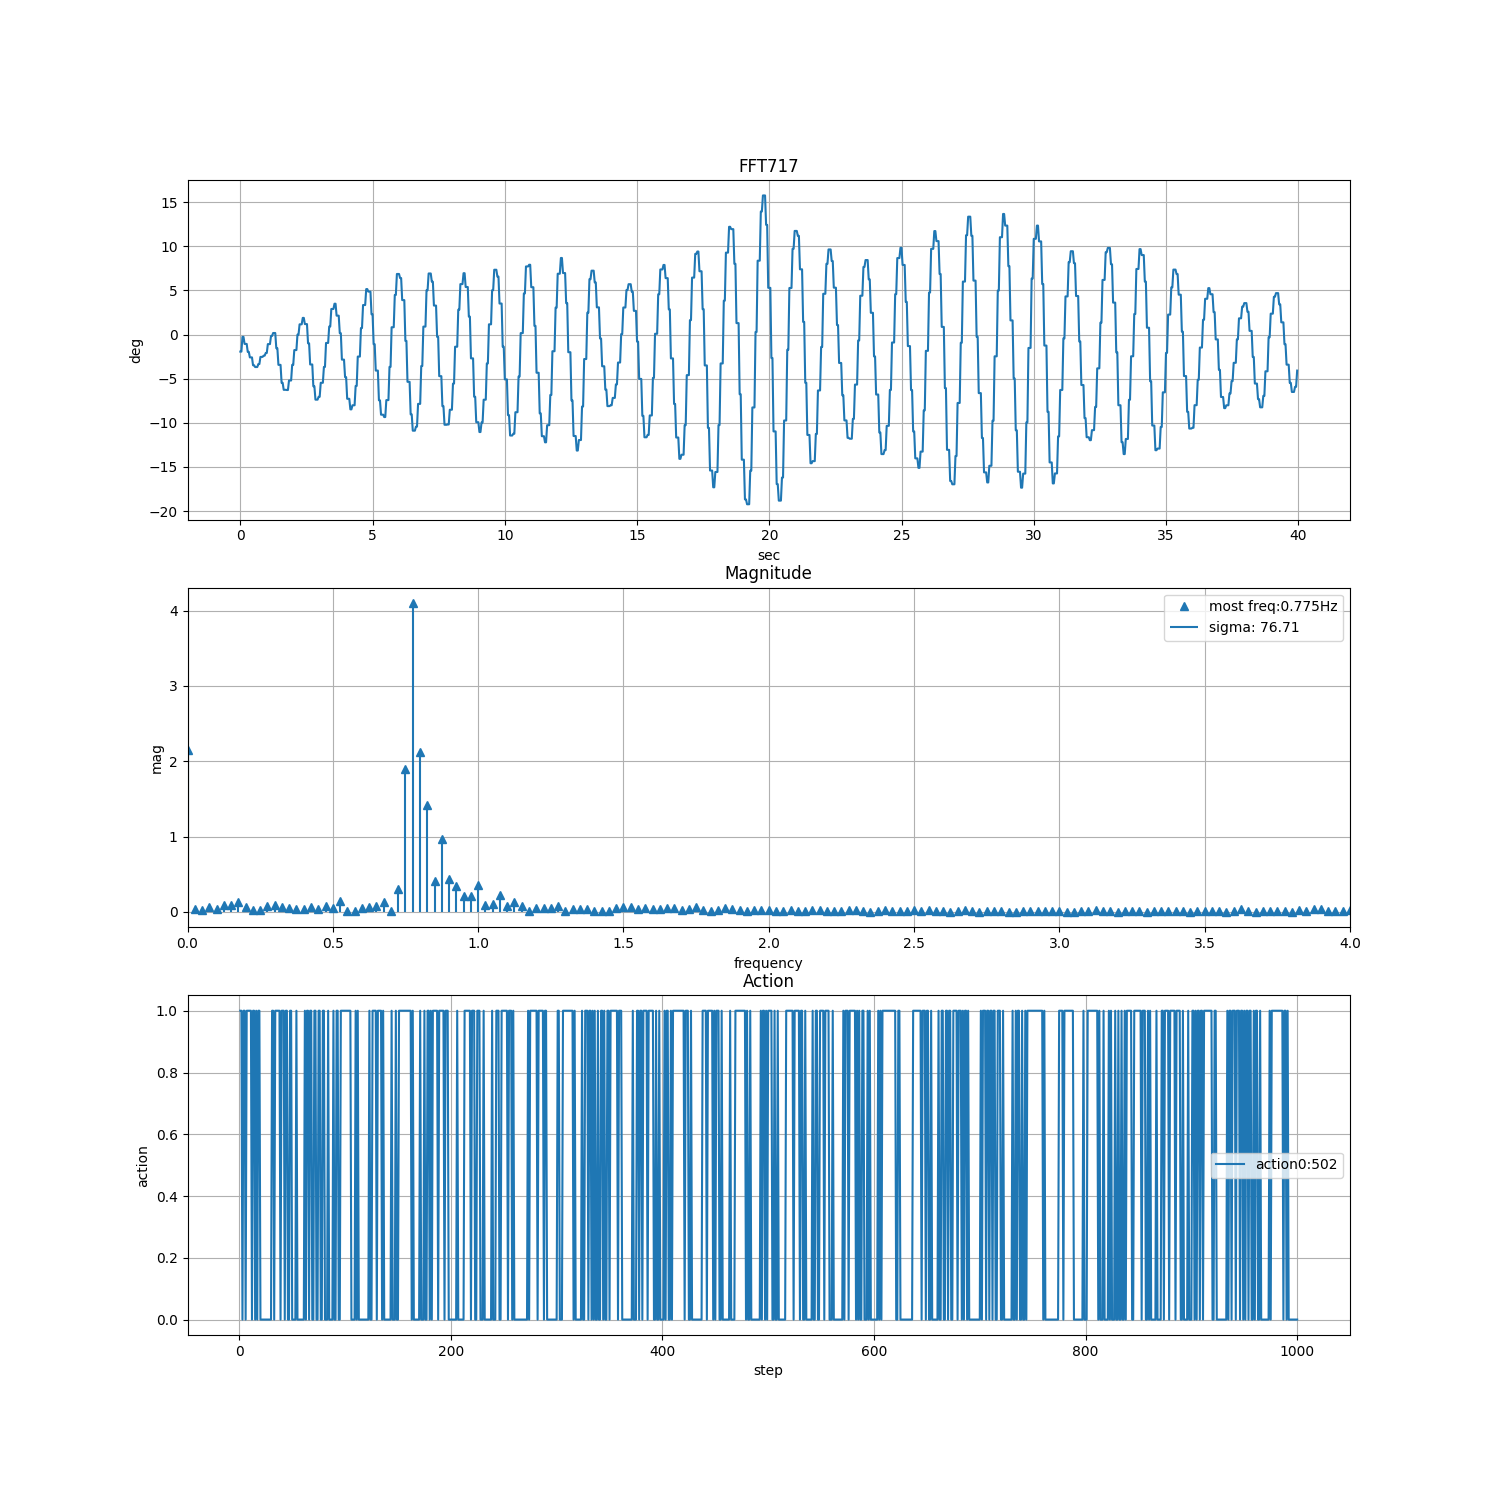 FFT717
15
10
5
0
−5
−10
−15
−20
deg
0 5 10 15 20 25 30 35 40
sec
Magnitude
most freq:0.775Hz
sigma: 76.71
4
3
2
1
0
mag
0.0 0.5 1.0 1.5 2.0 2.5 3.0 3.5 4.0
frequency
Action
1.0
0.8
0.6
0.4
0.2
0.0
action
action0:502
0 200 400 600 800 1000
step